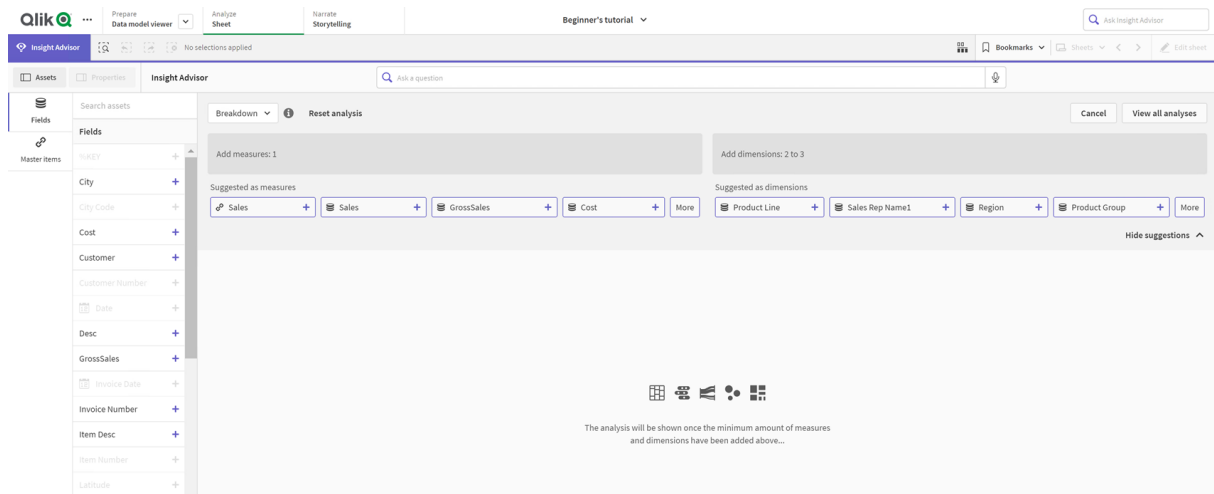 Qlik
Prepare
Data model viewer
Analyze
Sheet
Narrate
Storytelling
Beginner's tutorial
Ask Insight Advisor
Insight Advisor
No selections applied
Bookmarks
Sheets
Edit sheet
Assets
Properties
Insight Advisor
Ask a question
Fields
Master items
Search assets
Fields
%KEY
City
City Code
Cost
Customer
Customer Number
Date
Desc
GrossSales
Invoice Date
Invoice Number
Item Desc
Item Number
Latitude
Breakdown
Reset analysis
Cancel
View all analyses
Add measures: 1
Add dimensions: 2 to 3
Suggested as measures
Sales
Sales
GrossSales
Cost
More
Suggested as dimensions
Product Line
Sales Rep Name1
Region
Product Group
More
Hide suggestions
The analysis will be shown once the minimum amount of measures
and dimensions have been added above...